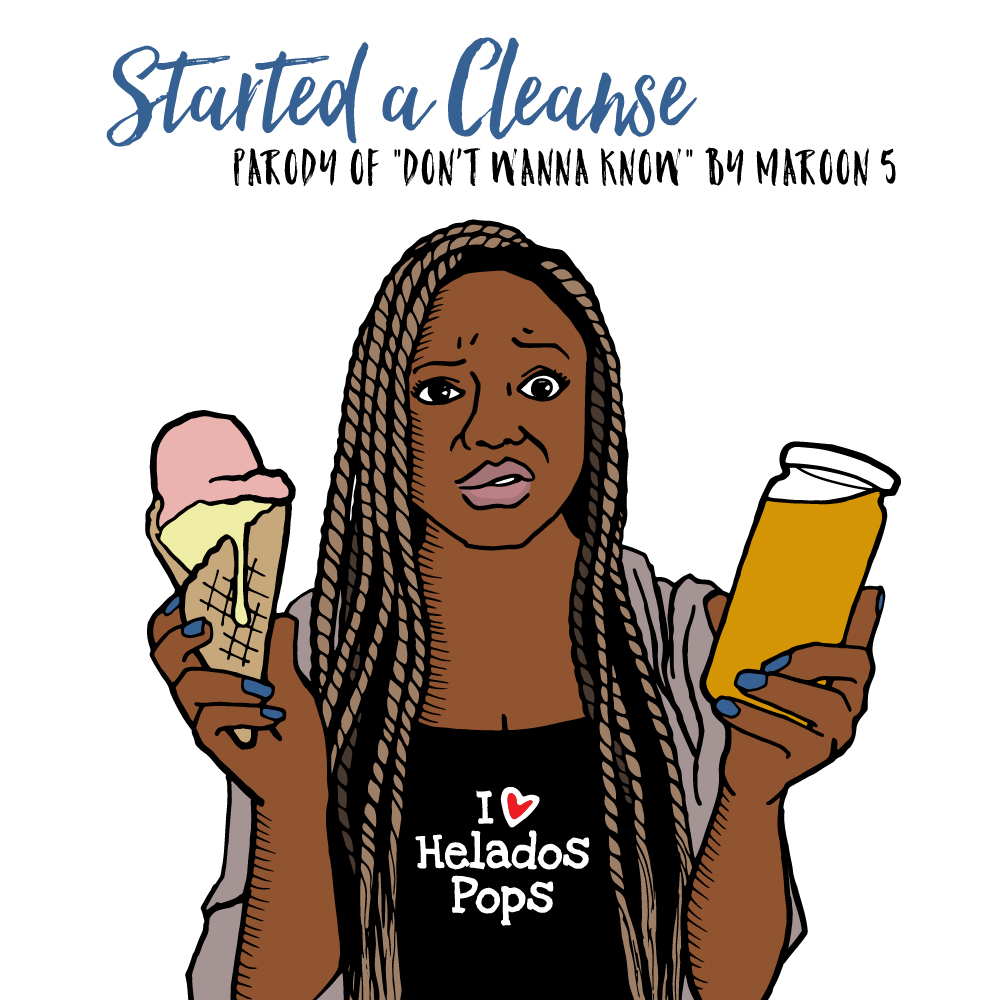 Started a Cleanse
PARODY OF "DON'T WANNA KNOW" BY MAROON 5
I ❤
Helados
Pops